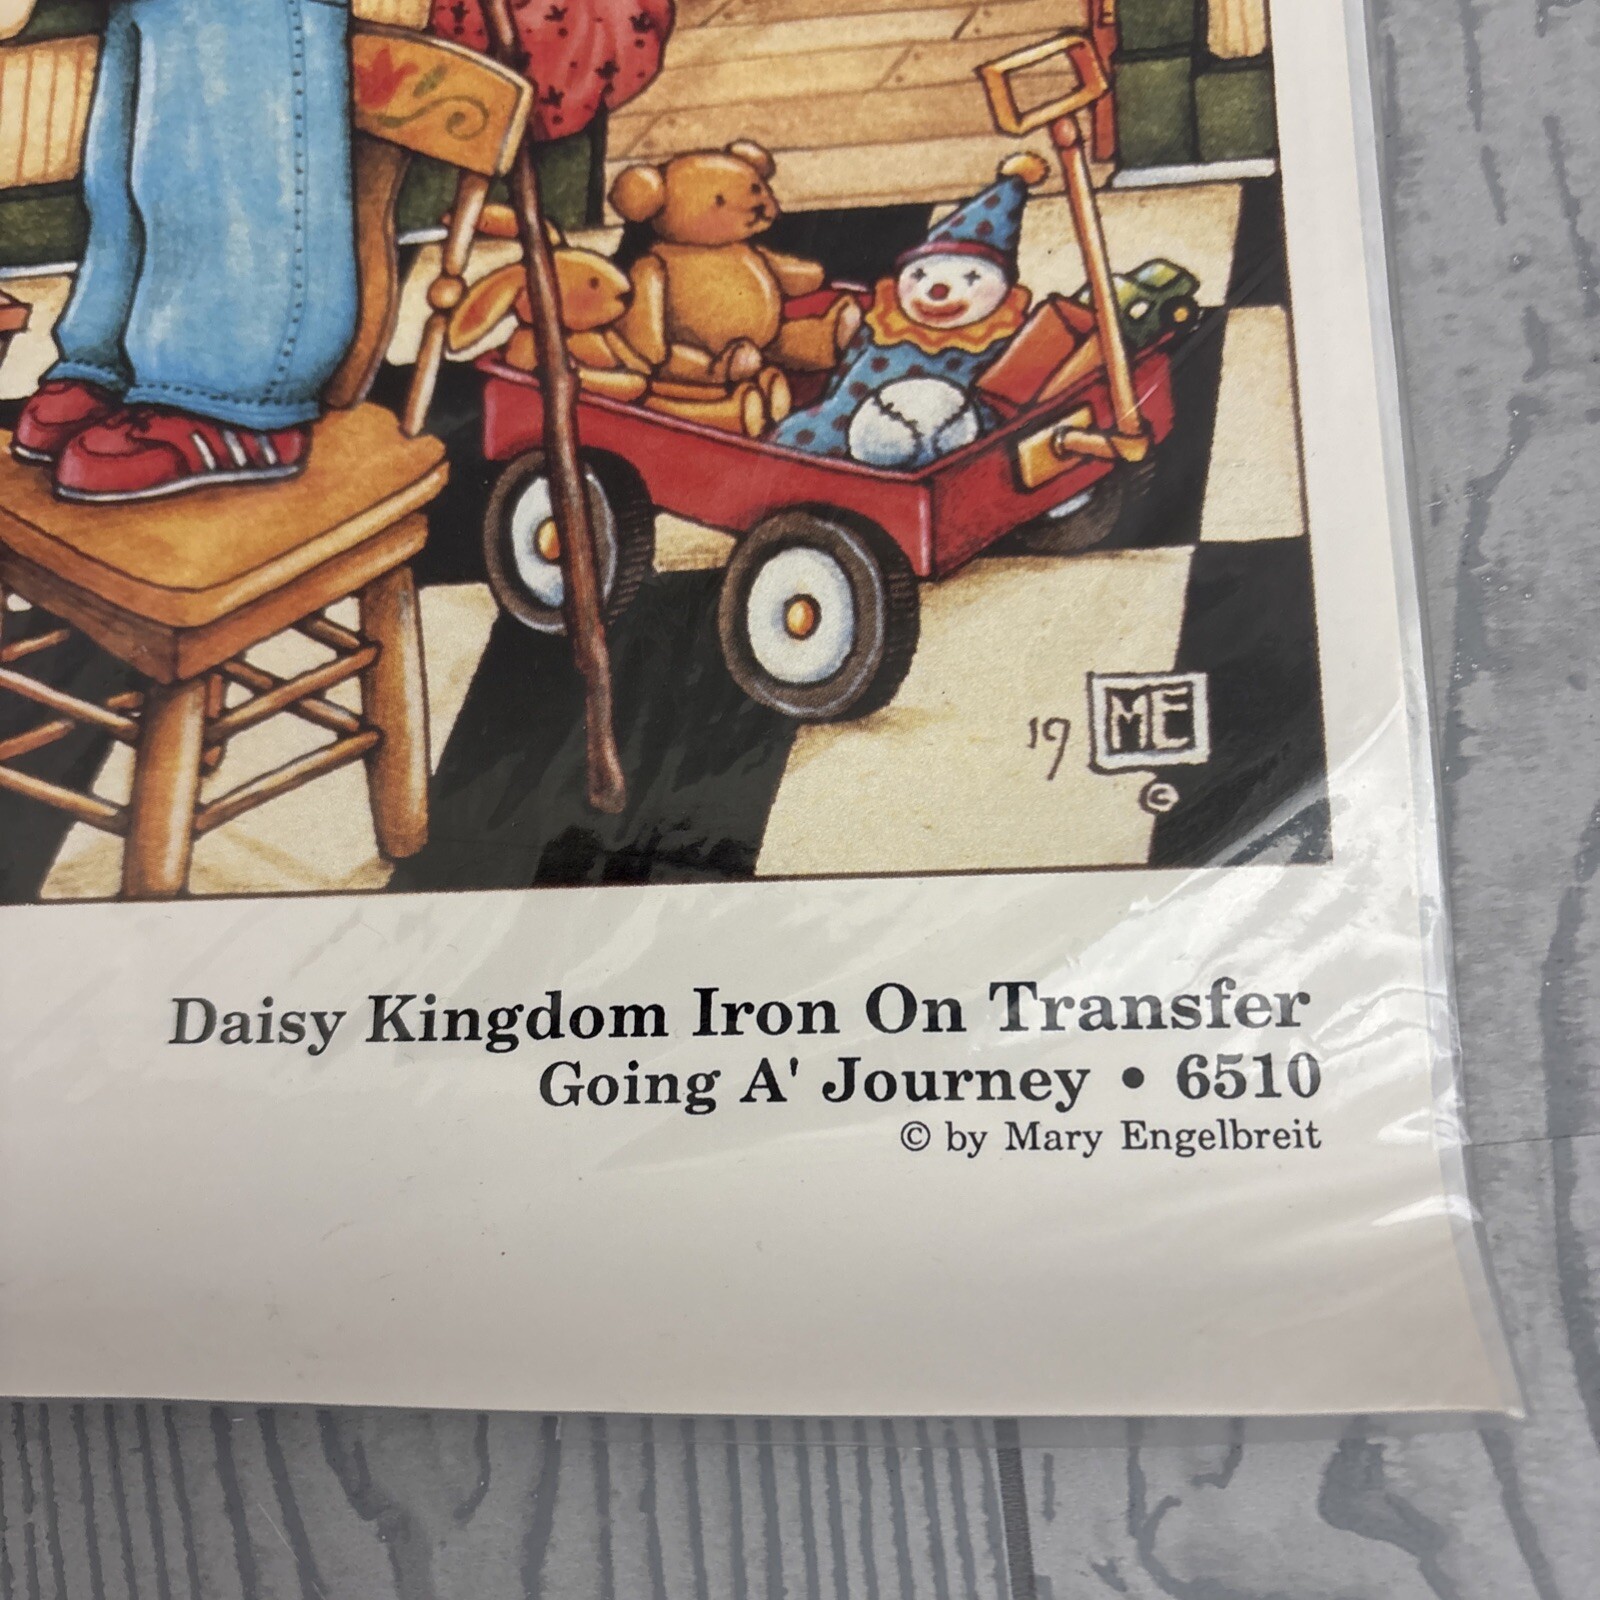 19 ME
©
Daisy Kingdom Iron On Transfer
Going A' Journey • 6510
© by Mary Engelbreit